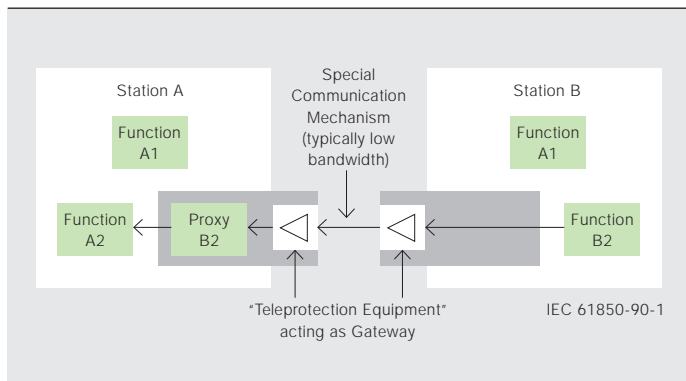 Station A
Function
A1
Function
A2
Proxy
B2
Special
Communication
Mechanism
(typically low
bandwidth)
Station B
Function
A1
Function
B2
"Teleprotection Equipment"
acting as Gateway
IEC 61850-90-1